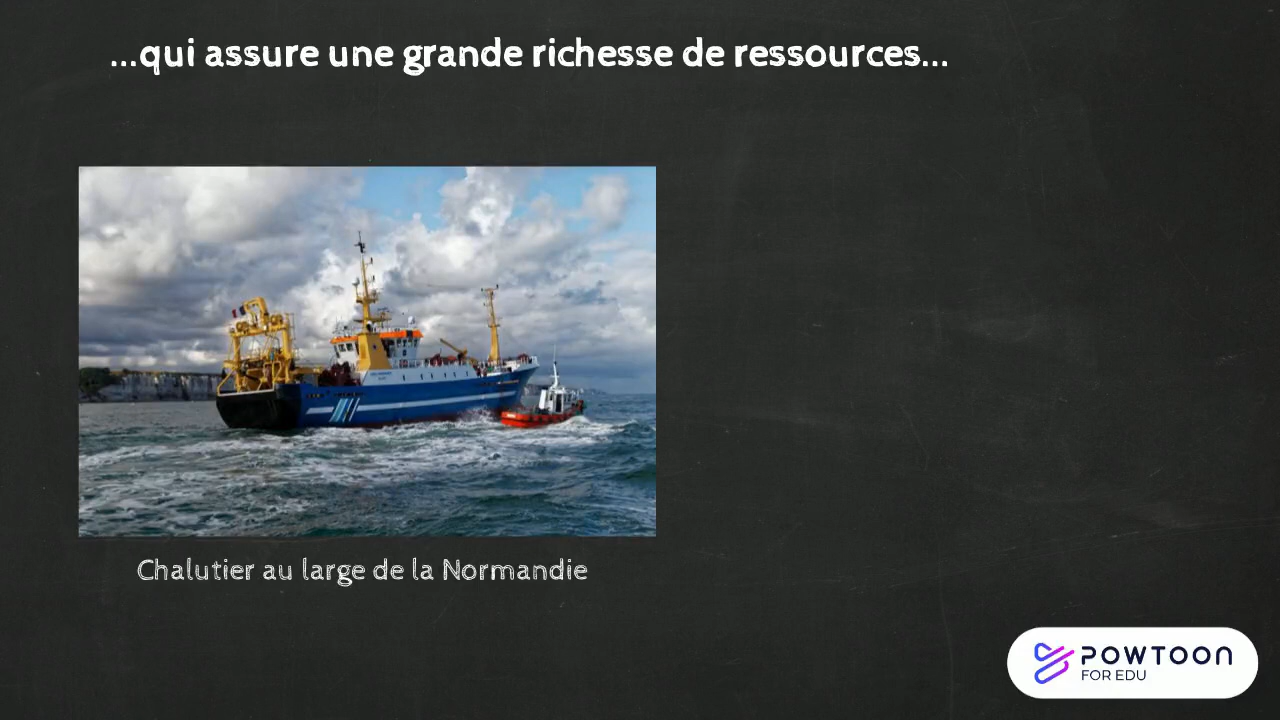 ...qui assure une grande richesse de ressources...
Chalutier au large de la Normandie
POWTOON
FOR EDU